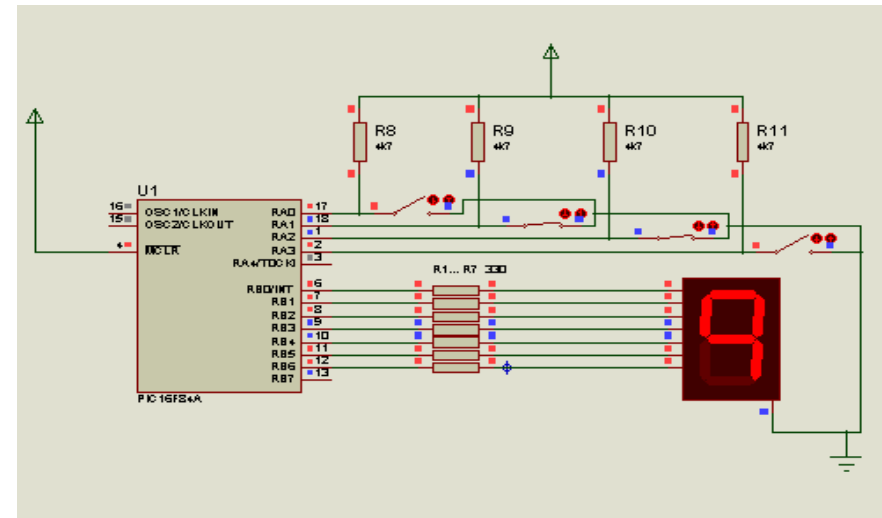 R8
4k7
R9
4k7
R10
4k7
R11
4k7
U1
16 OSC1/CLKIN RA0 17
15 OSC2/CLKOUT RA1 18
RA2 1
4 MCLR RA3 2
RA4/T0CKI 3
R1... R7 330
RB0/INT 6
RB1 7
RB2 8
RB3 9
RB4 10
RB5 11
RB6 12
RB7 13
PIC16F84A
9